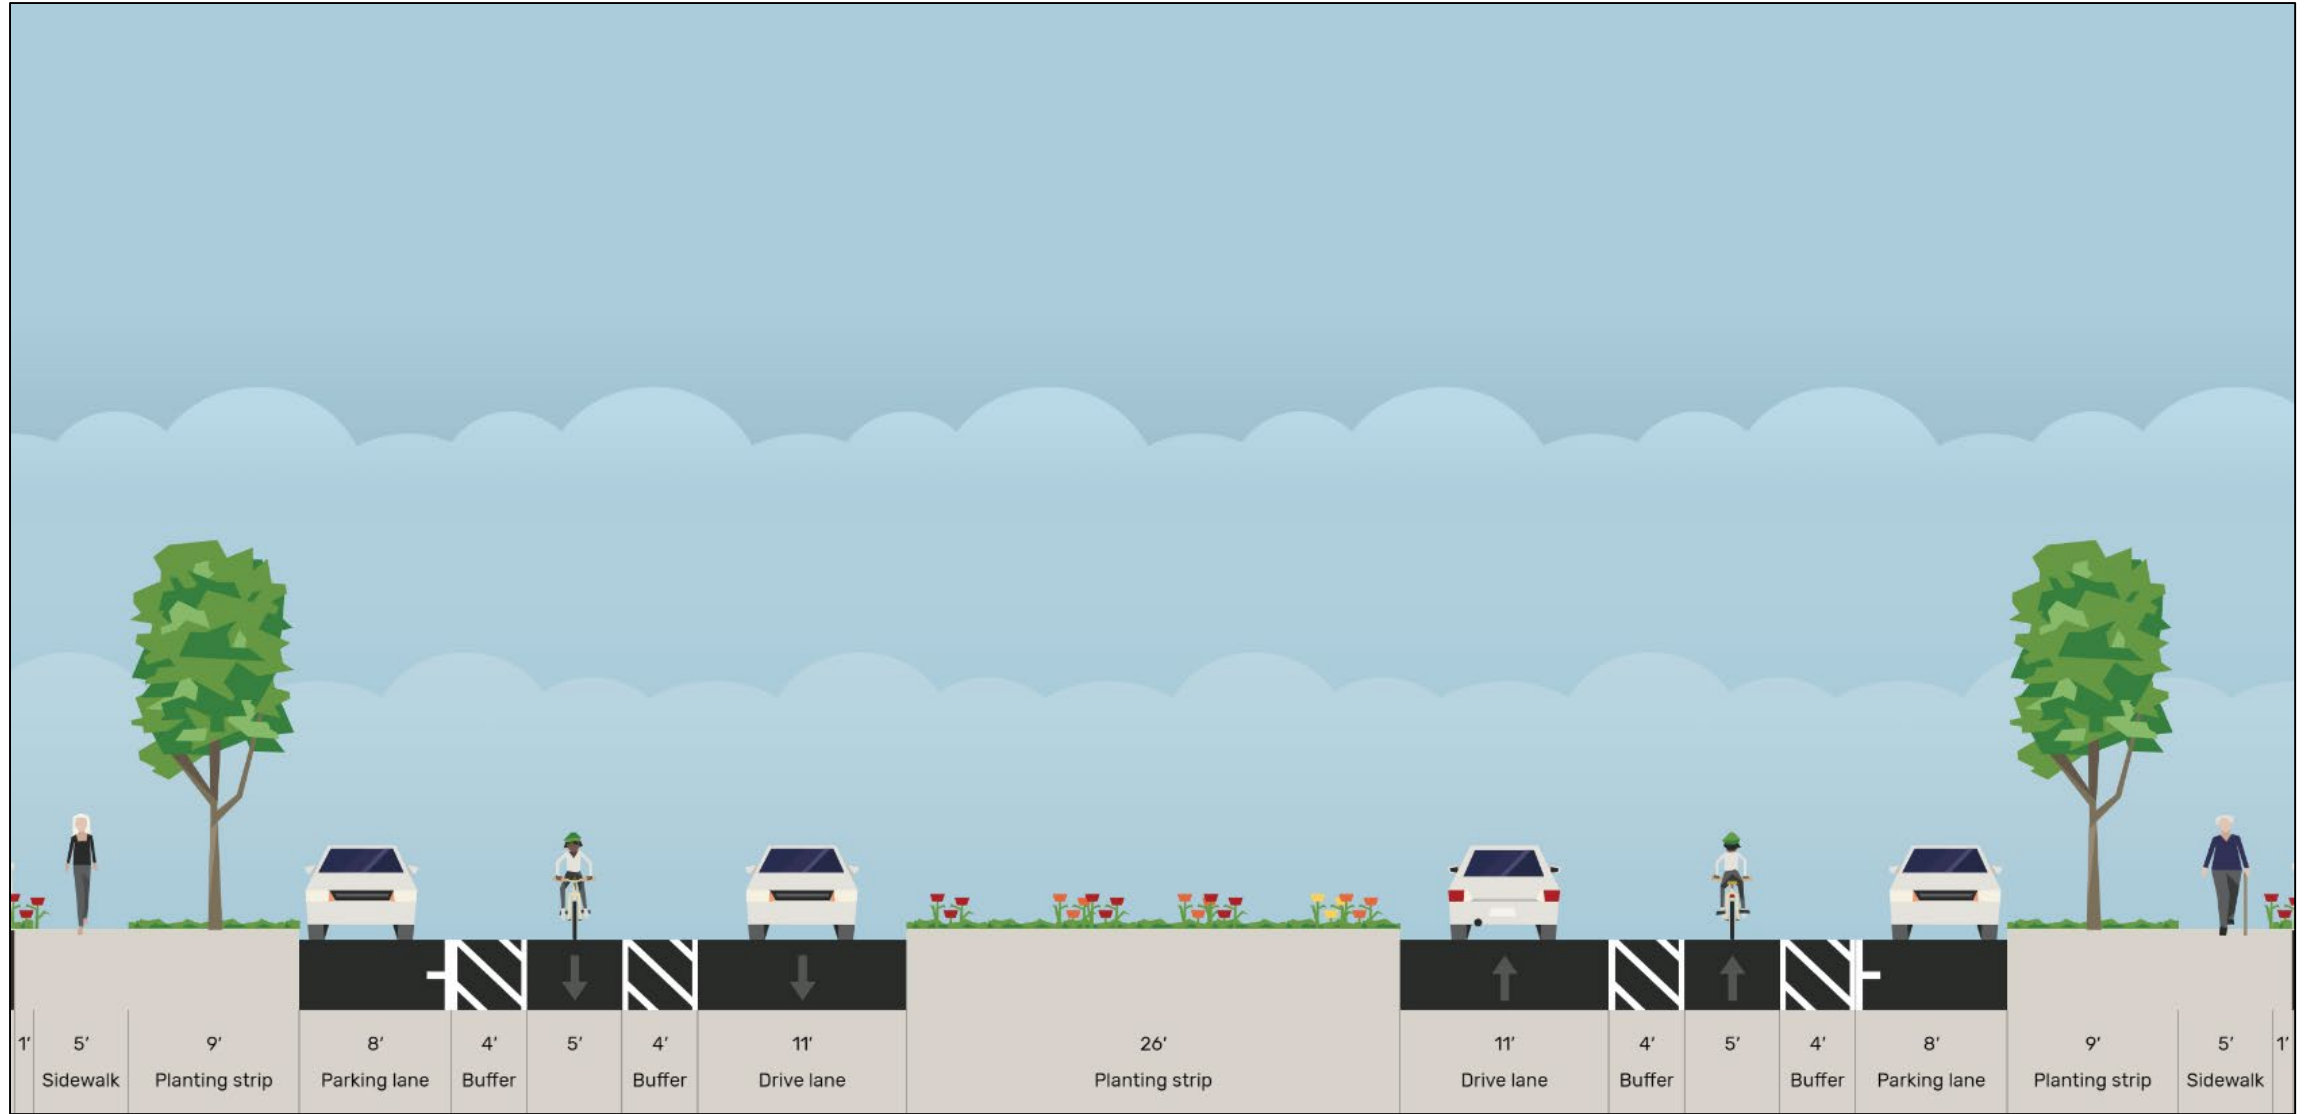 1′ 5′ 9′ 8′ 4′ 5′ 4′ 11′ 26′ 11′ 4′ 5′ 4′ 8′ 9′ 5′ 1′
Sidewalk Planting strip Parking lane Buffer Buffer Drive lane Planting strip Drive lane Buffer Buffer Parking lane Planting strip Sidewalk